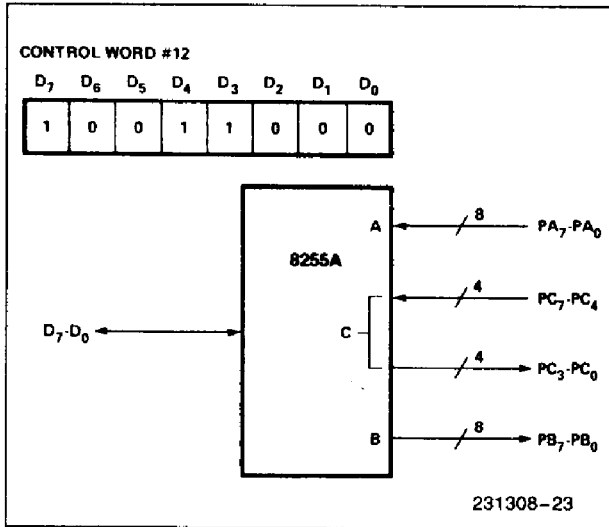 CONTROL WORD #12
D7 D6 D5 D4 D3 D2 D1 D0
1 0 0 1 1 0 0 0
A 8 PA7-PA0
8255A
4 PC7-PC4
D7-D0 C
4 PC3-PC0
B 8 PB7-PB0
231308-23